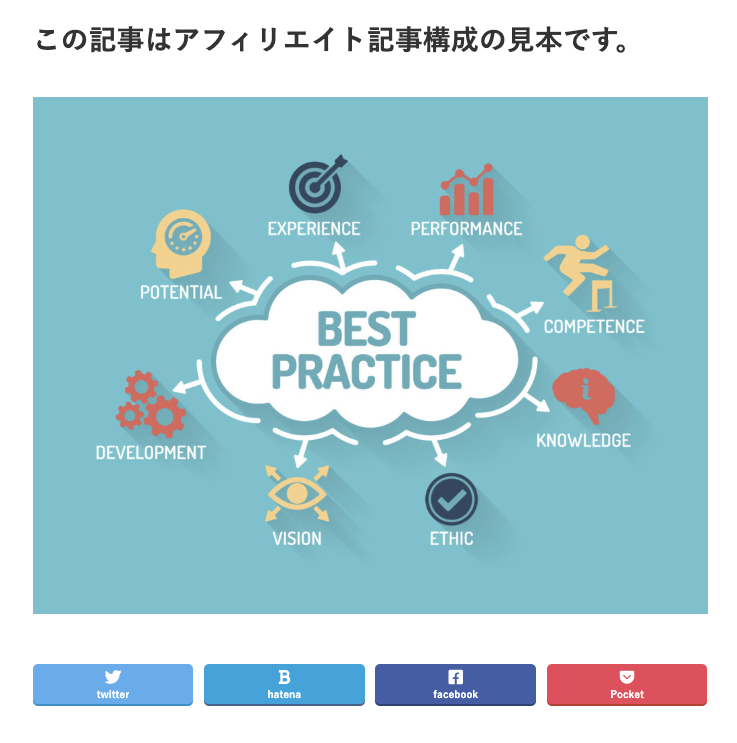 この記事はアフィリエイト記事構成の見本です。
EXPERIENCE
PERFORMANCE
POTENTIAL
COMPETENCE
BEST
PRACTICE
DEVELOPMENT
KNOWLEDGE
VISION
ETHIC
twitter
hatena
facebook
Pocket